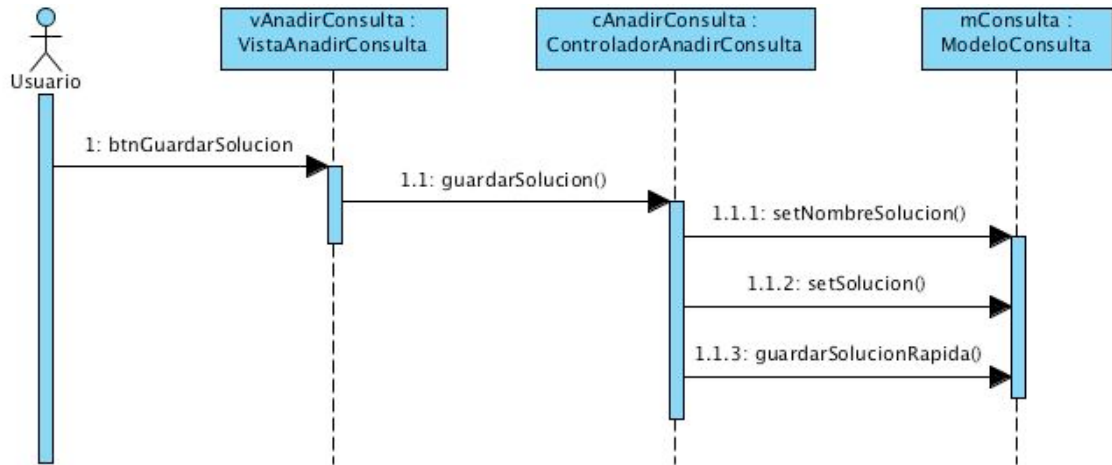 vAnadirConsulta :
VistaAnadirConsulta
cAnadirConsulta :
ControladorAnadirConsulta
mConsulta :
ModeloConsulta
Usuario
1: btnGuardarSolucion
1.1: guardarSolucion()
1.1.1: setNombreSolucion()
1.1.2: setSolucion()
1.1.3: guardarSolucionRapida()